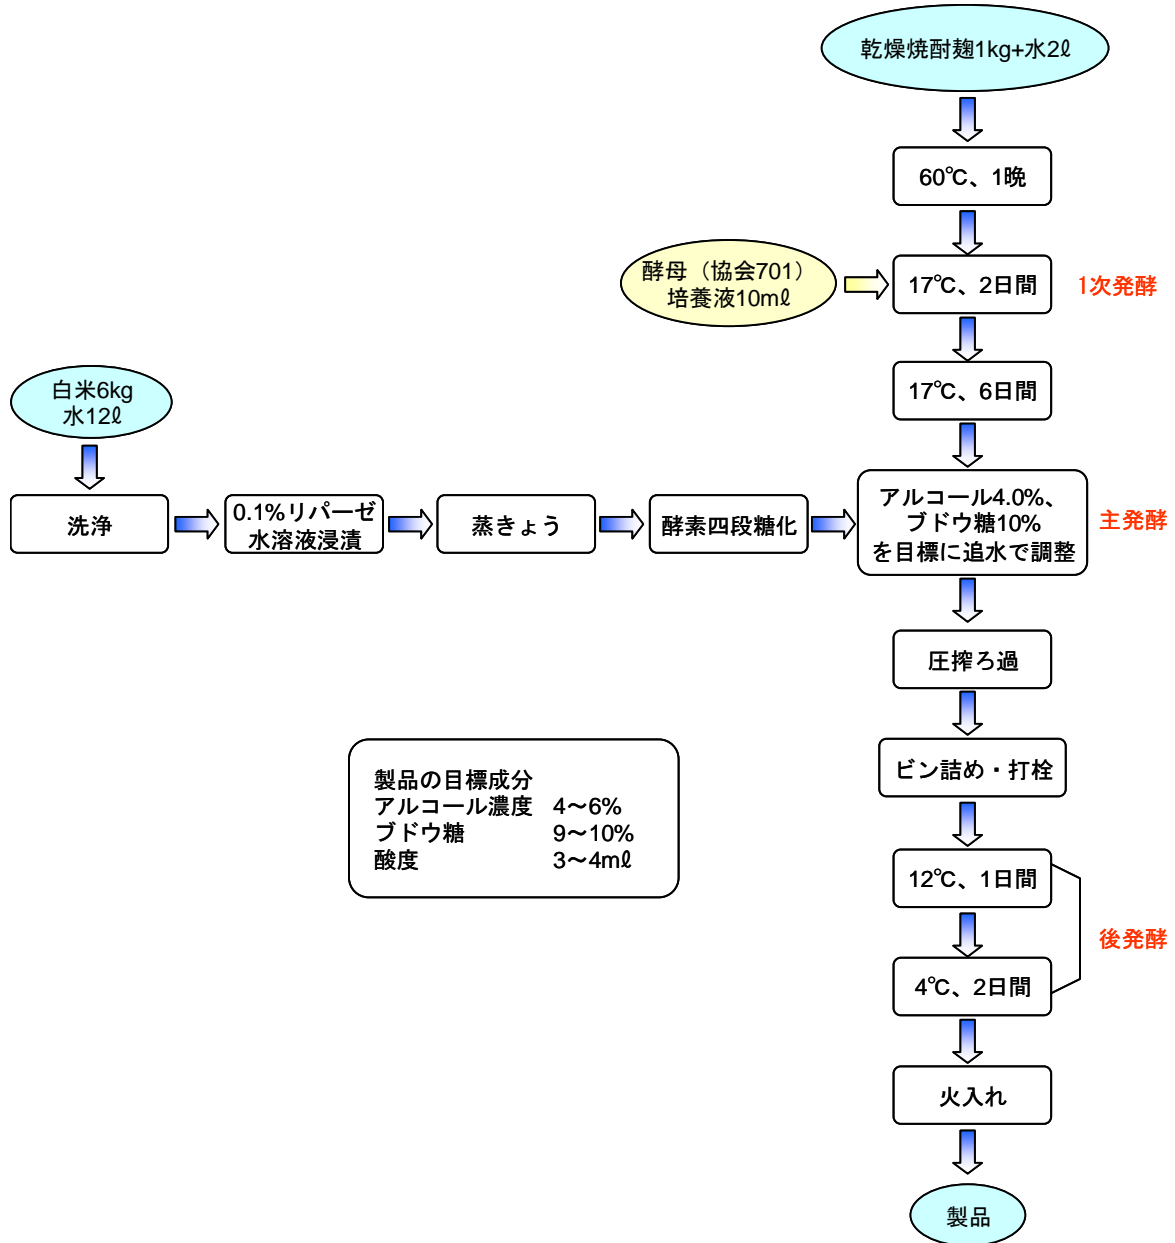 乾燥焼酎麹1kg+水2ℓ
60℃、1晩
酵母（協会701）
培養液10mℓ
17℃、2日間
1次発酵
17℃、6日間
白米6kg
水12ℓ
洗浄
0.1%リパーゼ
水溶液浸漬
蒸きょう
酵素四段糖化
アルコール4.0%、
ブドウ糖10%
を目標に追水で調整
主発酵
圧搾ろ過
ビン詰め・打栓
製品の目標成分
アルコール濃度 4～6%
ブドウ糖 9～10%
酸度 3～4mℓ
12℃、1日間
後発酵
4℃、2日間
火入れ
製品